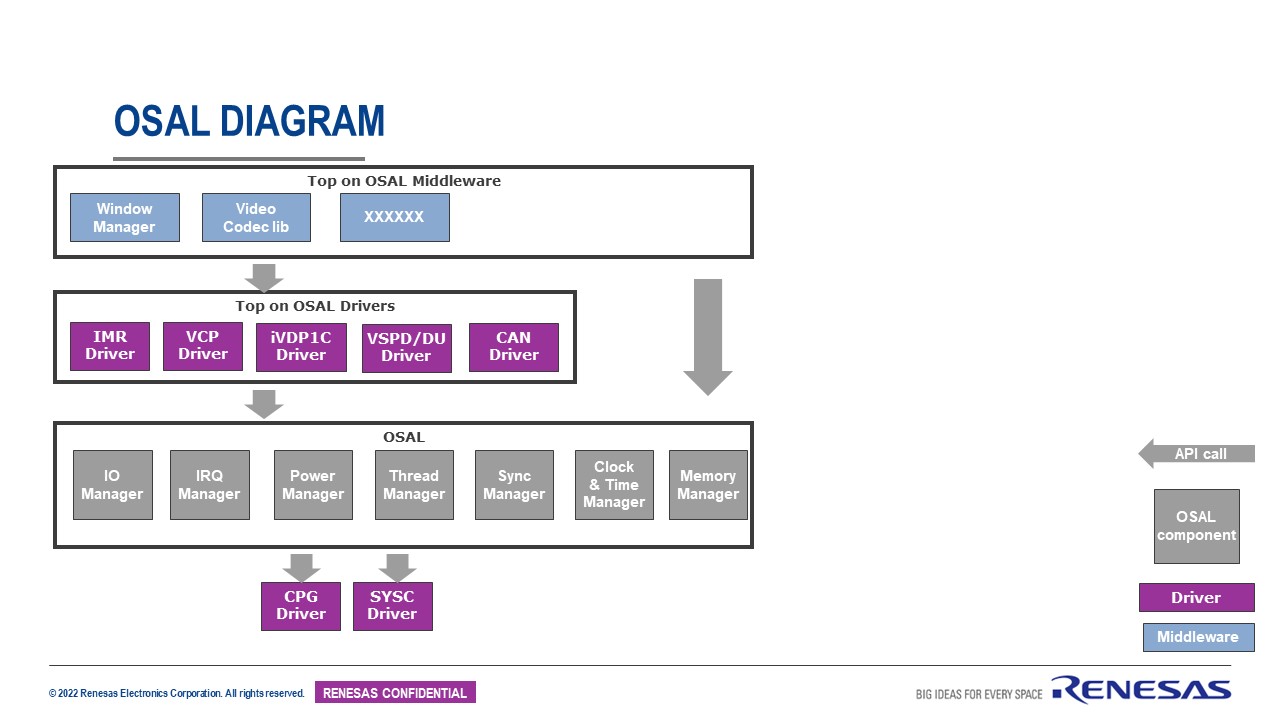 OSAL DIAGRAM
Top on OSAL Middleware
Window
Manager
Video
Codec lib
XXXXXX
Top on OSAL Drivers
IMR
Driver
VCP
Driver
iVDP1C
Driver
VSPD/DU
Driver
CAN
Driver
OSAL
IO
Manager
IRQ
Manager
Power
Manager
Thread
Manager
Sync
Manager
Clock
& Time
Manager
Memory
Manager
CPG
Driver
SYSC
Driver
API call
OSAL
component
Driver
Middleware
© 2022 Renesas Electronics Corporation. All rights reserved.
RENESAS CONFIDENTIAL
BIG IDEAS FOR EVERY SPACE
RENESAS